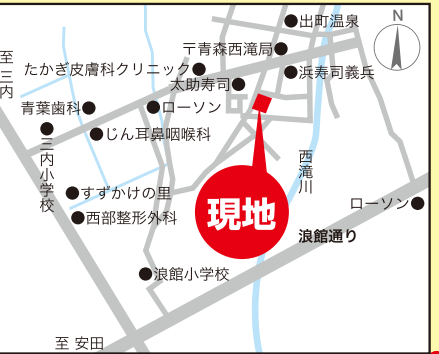 出町温泉
N
〒青森西滝局
至 三内
たかぎ皮膚科クリニック
浜寿司義兵
太助寿司
青葉歯科
ローソン
じん耳鼻咽喉科
三内小学校
西滝川
すずかけの里
ローソン
西部整形外科
現地
浪館通り
浪館小学校
至 安田